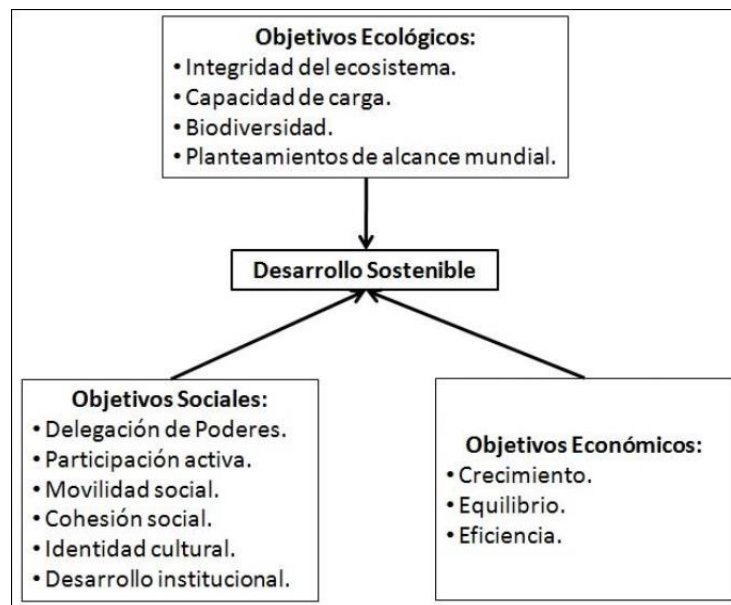 Objetivos Ecológicos:
• Integridad del ecosistema.
• Capacidad de carga.
• Biodiversidad.
• Planteamientos de alcance mundial.
Desarrollo Sostenible
Objetivos Sociales:
• Delegación de Poderes.
• Participación activa.
• Movilidad social.
• Cohesión social.
• Identidad cultural.
• Desarrollo institucional.
Objetivos Económicos:
• Crecimiento.
• Equilibrio.
• Eficiencia.